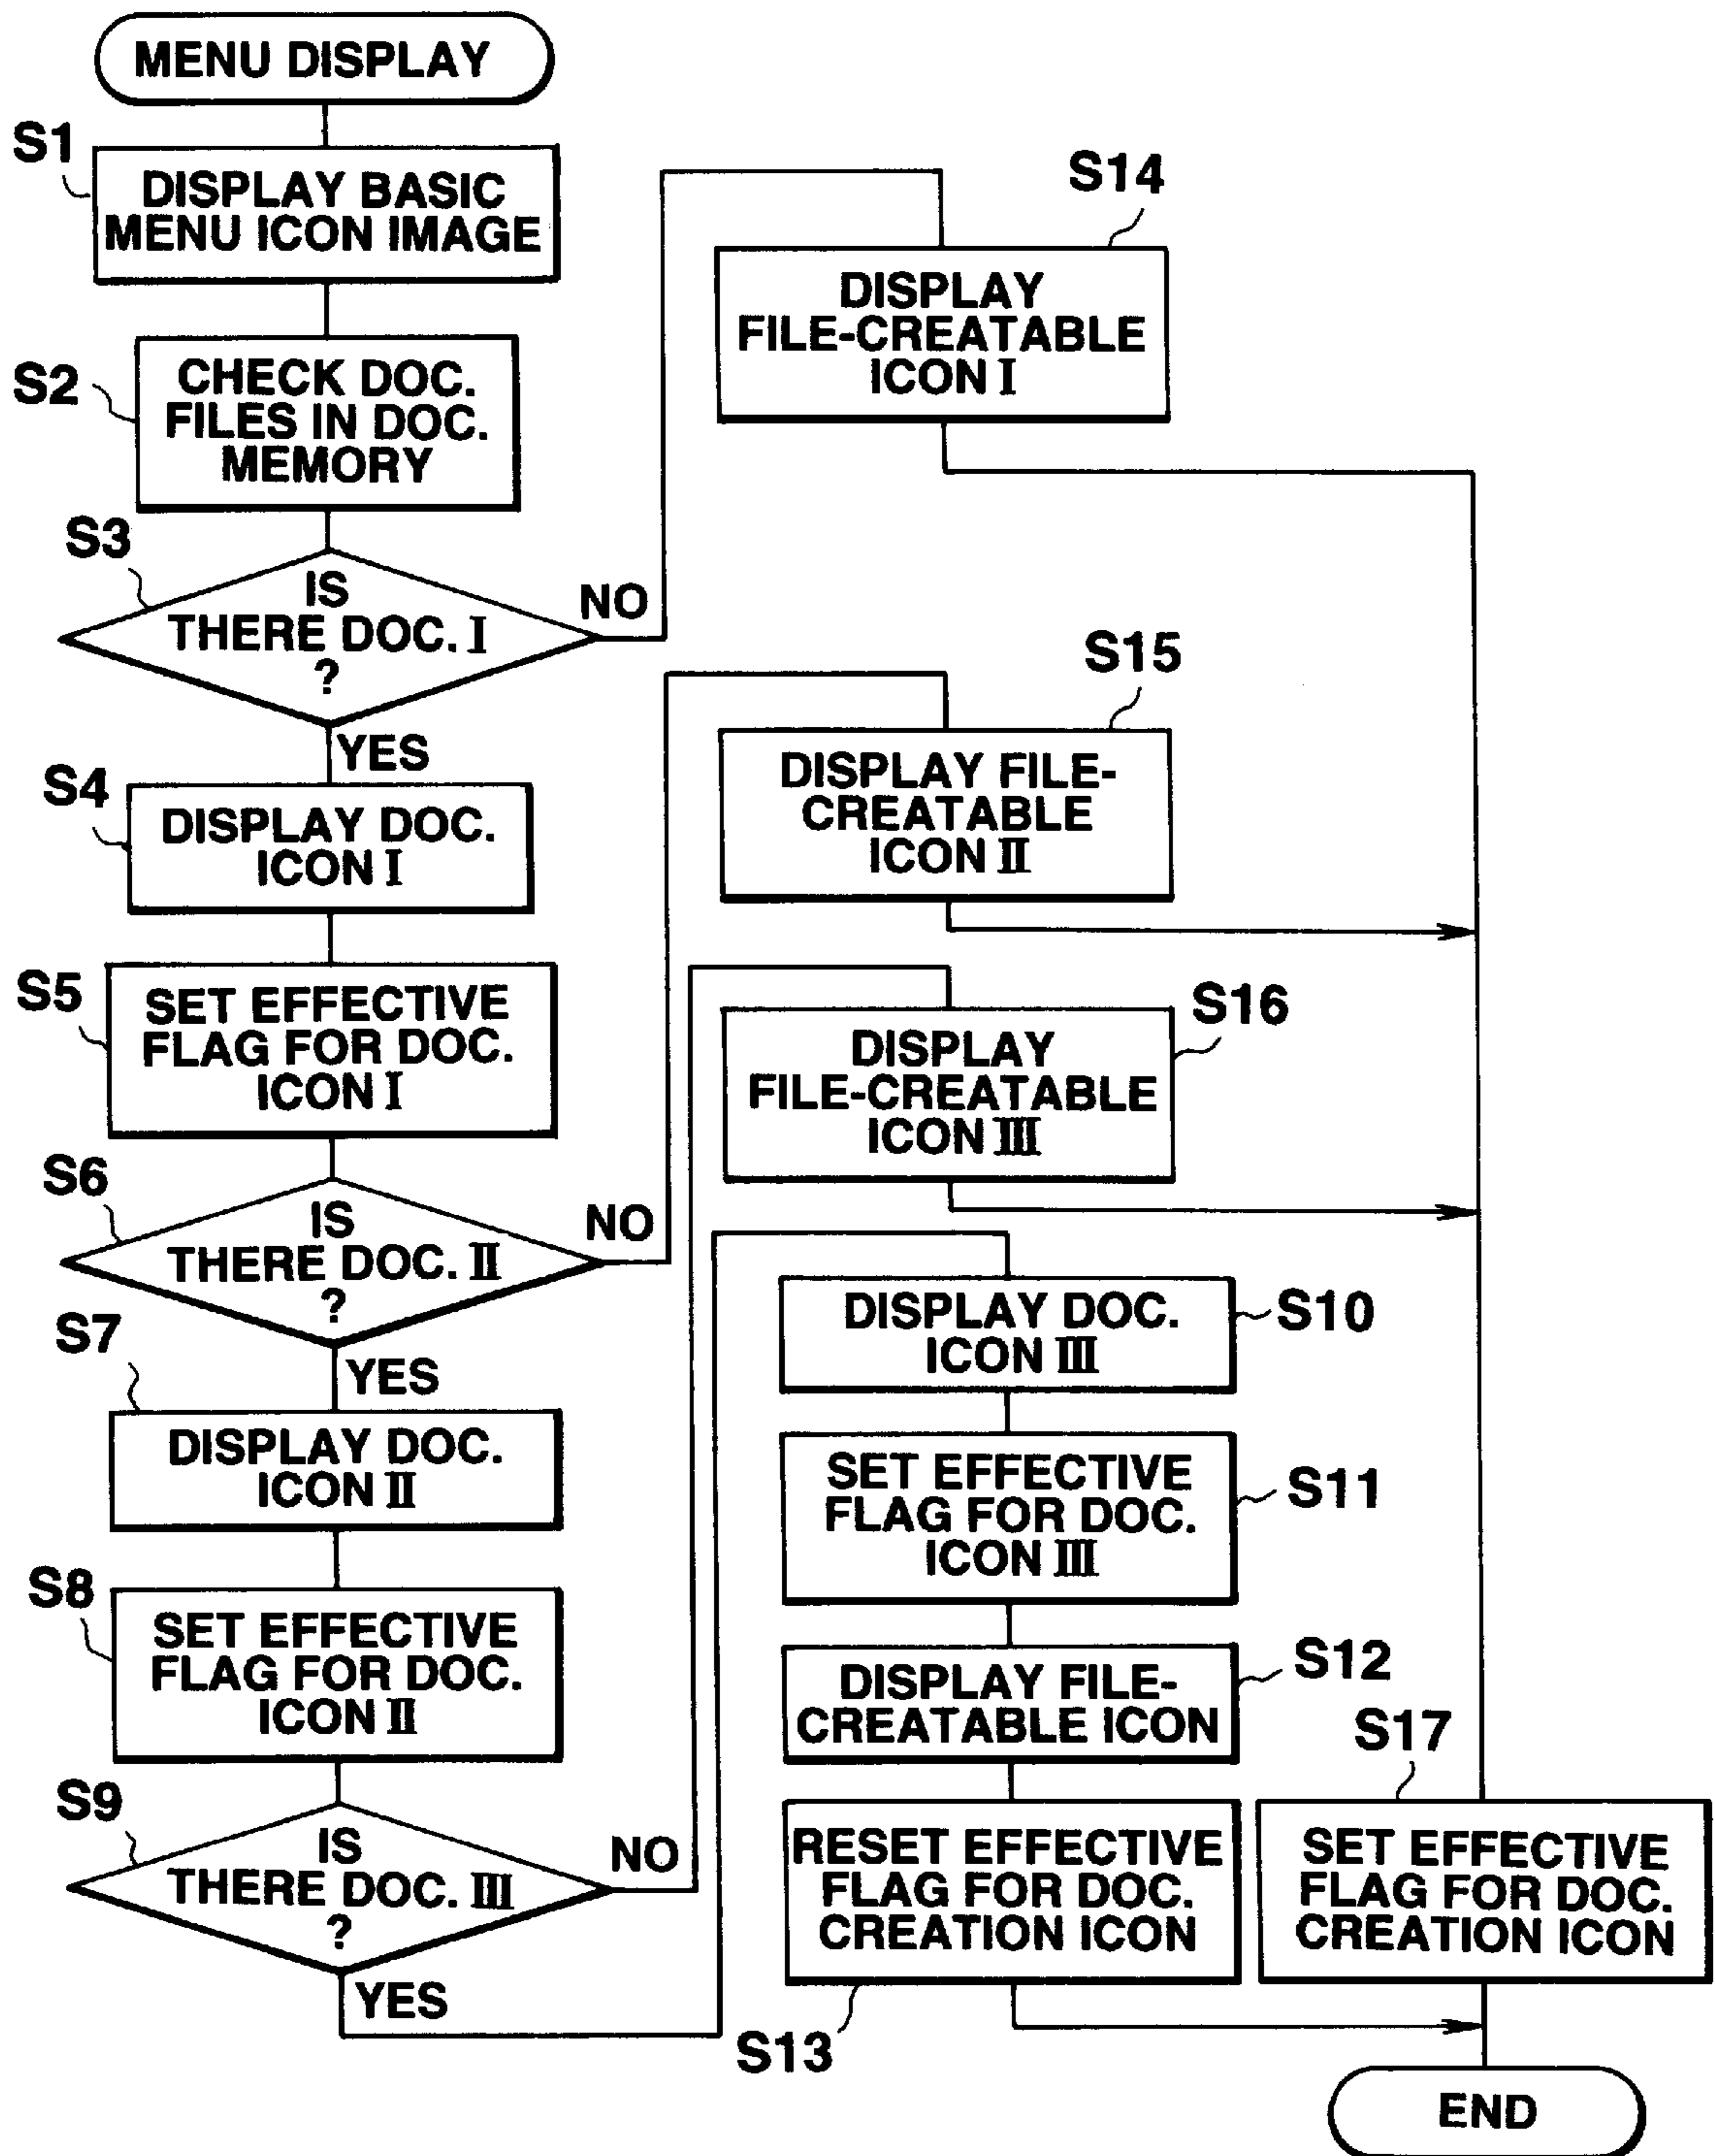 MENU DISPLAY
S1
DISPLAY BASIC
MENU ICON IMAGE
S2
CHECK DOC.
FILES IN DOC.
MEMORY
S3
IS
THERE DOC. I
?
NO
YES
S4
DISPLAY DOC.
ICON I
S5
SET EFFECTIVE
FLAG FOR DOC.
ICON I
S6
IS
THERE DOC. II
?
NO
YES
S7
DISPLAY DOC.
ICON II
S8
SET EFFECTIVE
FLAG FOR DOC.
ICON II
S9
IS
THERE DOC. III
?
NO
YES
S14
DISPLAY
FILE-CREATABLE
ICON I
S15
DISPLAY FILE-
CREATABLE
ICON II
S16
DISPLAY
FILE-CREATABLE
ICON III
S10
DISPLAY DOC.
ICON III
S11
SET EFFECTIVE
FLAG FOR DOC.
ICON III
S12
DISPLAY FILE-
CREATABLE ICON
S13
RESET EFFECTIVE
FLAG FOR DOC.
CREATION ICON
S17
SET EFFECTIVE
FLAG FOR DOC.
CREATION ICON
END